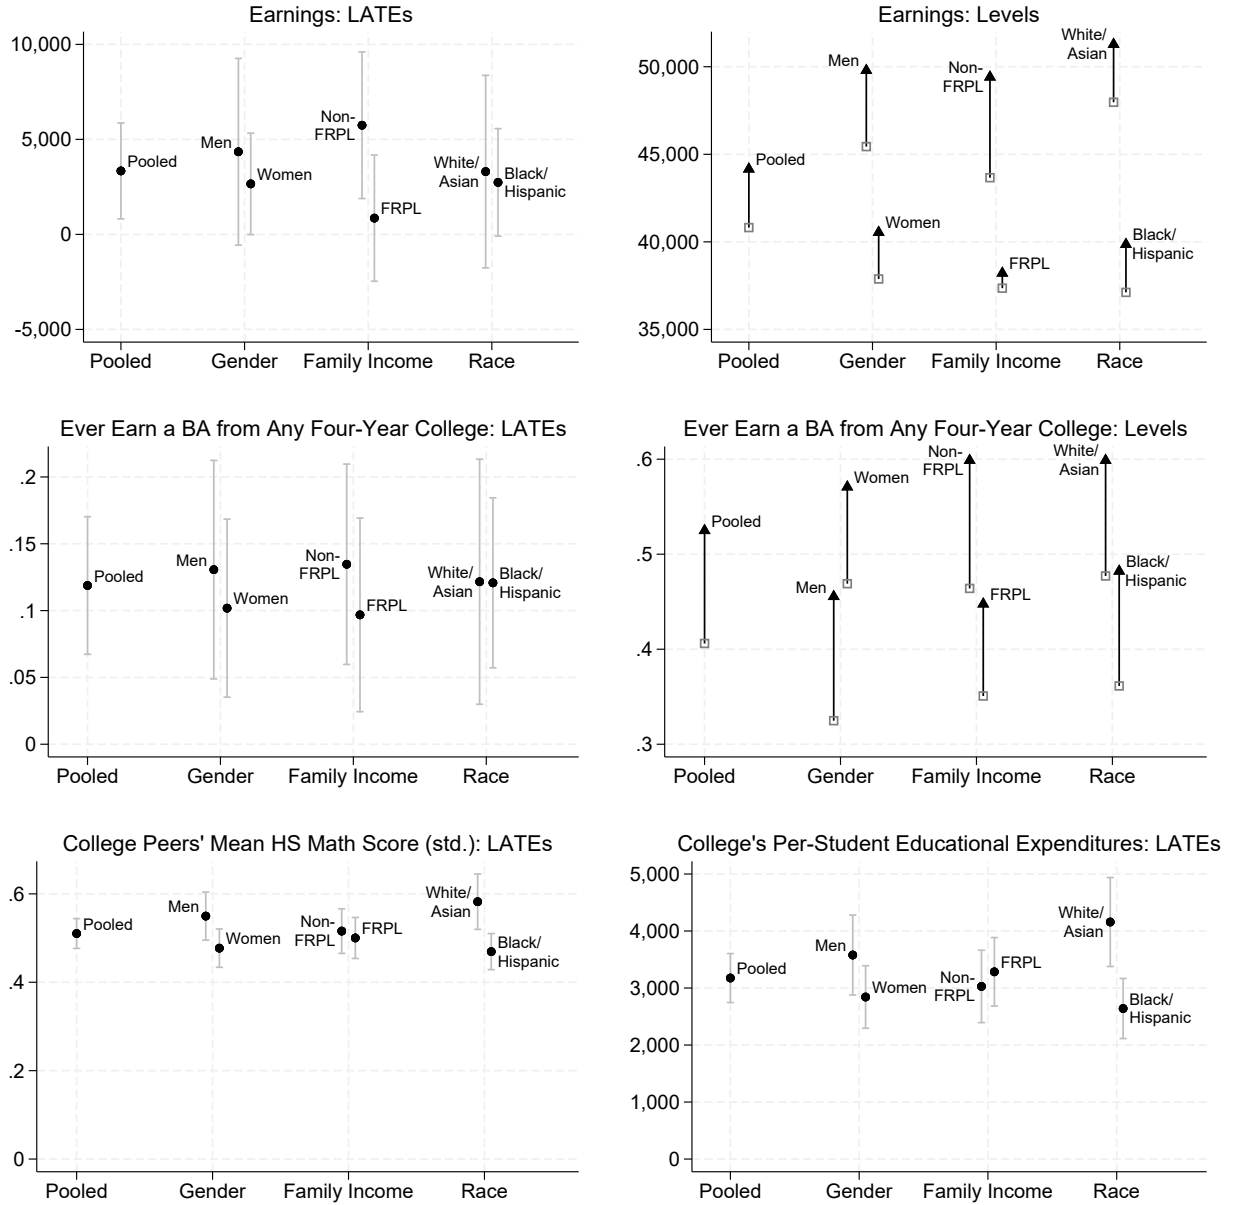 Earnings: LATEs
10,000
5,000
0
-5,000
Pooled
Men
Women
Non-
FRPL
FRPL
White/
Asian
Black/
Hispanic
Pooled
Gender
Family Income
Race
Earnings: Levels
50,000
45,000
40,000
35,000
Pooled
Men
Women
Non-
FRPL
FRPL
White/
Asian
Black/
Hispanic
Pooled
Gender
Family Income
Race
Ever Earn a BA from Any Four-Year College: LATEs
.2
.15
.1
.05
0
Pooled
Men
Women
Non-
FRPL
FRPL
White/
Asian
Black/
Hispanic
Pooled
Gender
Family Income
Race
Ever Earn a BA from Any Four-Year College: Levels
.6
.5
.4
.3
Pooled
Men
Women
Non-
FRPL
FRPL
White/
Asian
Black/
Hispanic
Pooled
Gender
Family Income
Race
College Peers' Mean HS Math Score (std.): LATEs
.6
.4
.2
0
Pooled
Men
Women
Non-
FRPL
FRPL
White/
Asian
Black/
Hispanic
Pooled
Gender
Family Income
Race
College's Per-Student Educational Expenditures: LATEs
5,000
4,000
3,000
2,000
1,000
0
Pooled
Men
Women
Non-
FRPL
FRPL
White/
Asian
Black/
Hispanic
Pooled
Gender
Family Income
Race